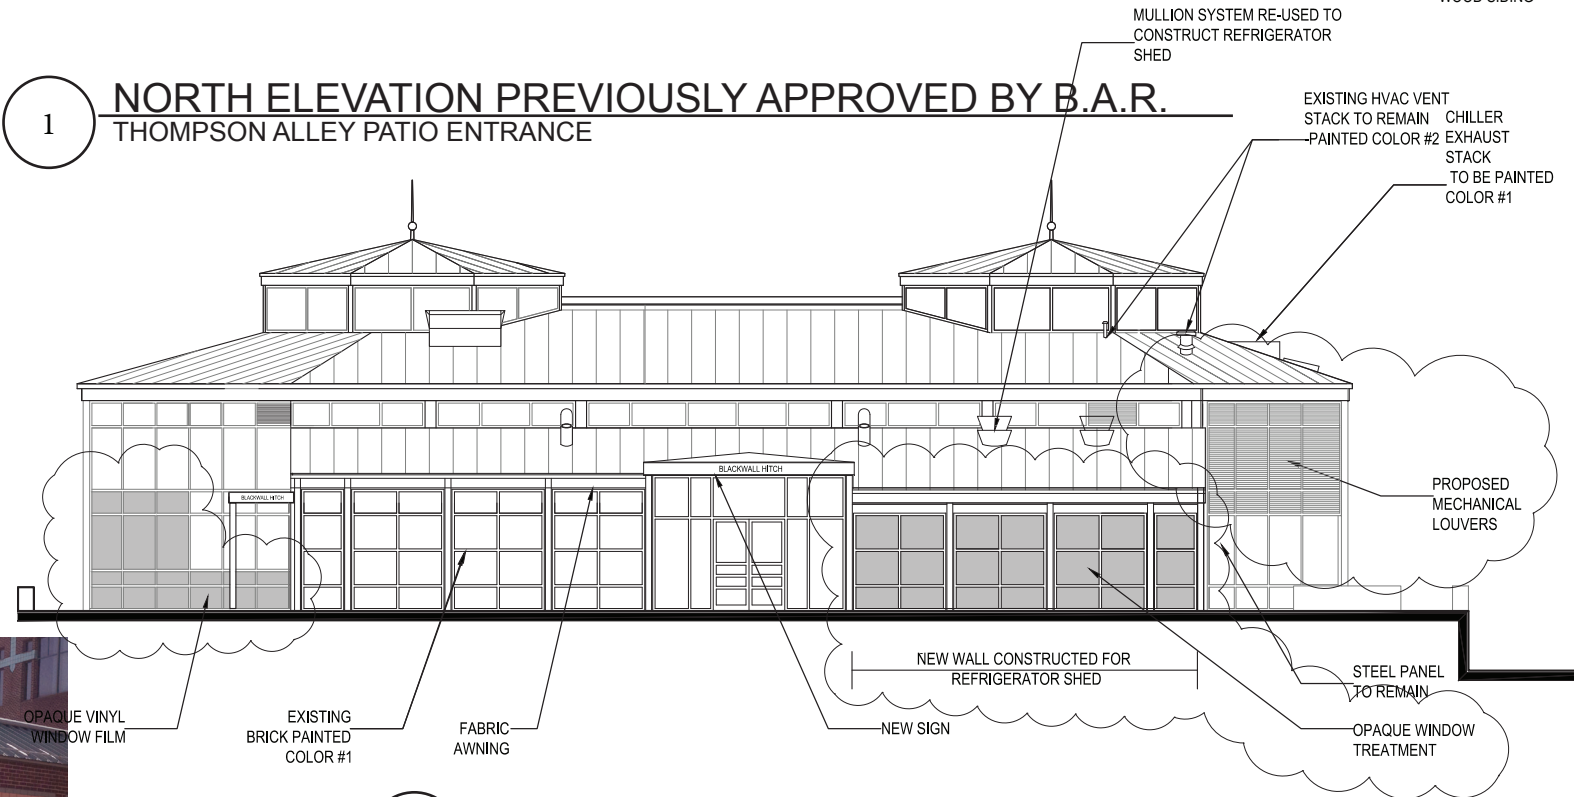 WOOD SIDING
MULLION SYSTEM RE-USED TO
CONSTRUCT REFRIGERATOR
SHED
1
NORTH ELEVATION PREVIOUSLY APPROVED BY B.A.R.
THOMPSON ALLEY PATIO ENTRANCE
EXISTING HVAC VENT
STACK TO REMAIN
-PAINTED COLOR #2
CHILLER
EXHAUST
STACK
TO BE PAINTED
COLOR #1
BLACKWALL HITCH
BLACKWALL HITCH
PROPOSED
MECHANICAL
LOUVERS
NEW WALL CONSTRUCTED FOR
REFRIGERATOR SHED
STEEL PANEL
TO REMAIN
OPAQUE VINYL
WINDOW FILM
EXISTING
BRICK PAINTED
COLOR #1
FABRIC
AWNING
NEW SIGN
OPAQUE WINDOW
TREATMENT